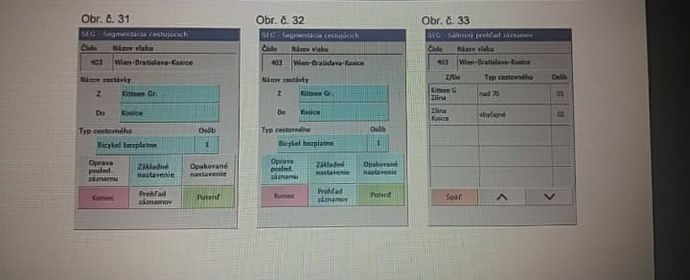 Obr. č. 31
SEG - Segmentácia cestujúcich
Číslo Názov vlaku
403 Wien-Bratislava-Kosice
Názov zastávky
Z Kittsee Gr.
Do Kosice
Typ cestovného Osôb
Bicykel bezplatne 1
Oprava posled. záznamu
Základné nastavenie
Opakované nastavenie
Koniec
Prehľad záznamov
Potvrď
Obr. č. 32
SEG - Segmentácia cestujúcich
Číslo Názov vlaku
403 Wien-Bratislava-Kosice
Názov zastávky
Z Kittsee Gr.
Do Kosice
Typ cestovného Osôb
Bicykel bezplatne 1
Oprava posled. záznamu
Základné nastavenie
Opakované nastavenie
Koniec
Prehľad záznamov
Potvrď
Obr. č. 33
SEG - Súhrnný prehľad záznamov
Číslo Názov vlaku
403 Wien-Bratislava-Kosice
Z/Do Typ cestovného Osôb
Kittsee G nad 70 01
Zilina
Zilina obyčajné 02
Kosice
Späť